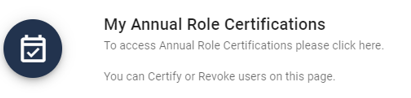 My Annual Role Certifications
To access Annual Role Certifications please click here.
You can Certify or Revoke users on this page.